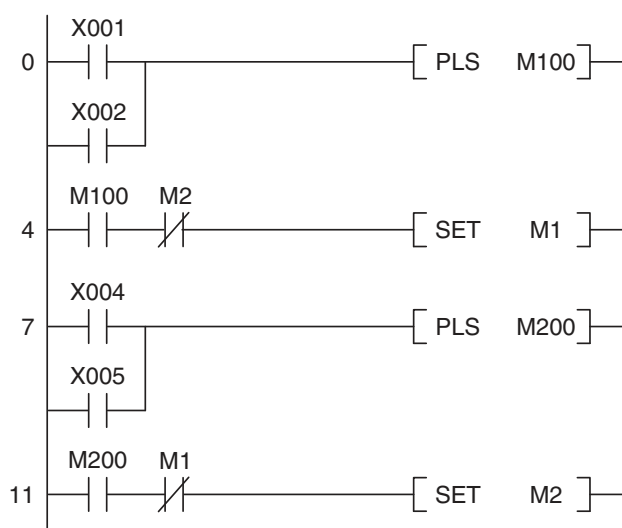 X001
0 PLS M100
X002
M100 M2
4 SET M1
X004
7 PLS M200
X005
M200 M1
11 SET M2